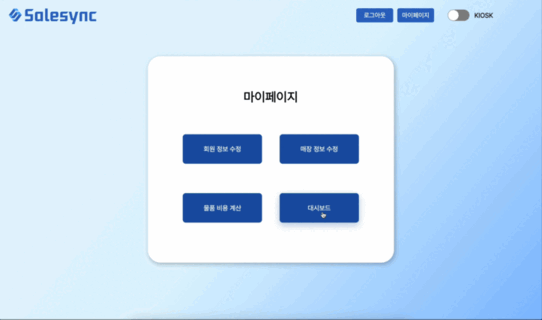 Salesync
로그아웃 마이페이지 KIOSK
마이페이지
회원 정보 수정 매장 정보 수정
물품 비용 계산 대시보드